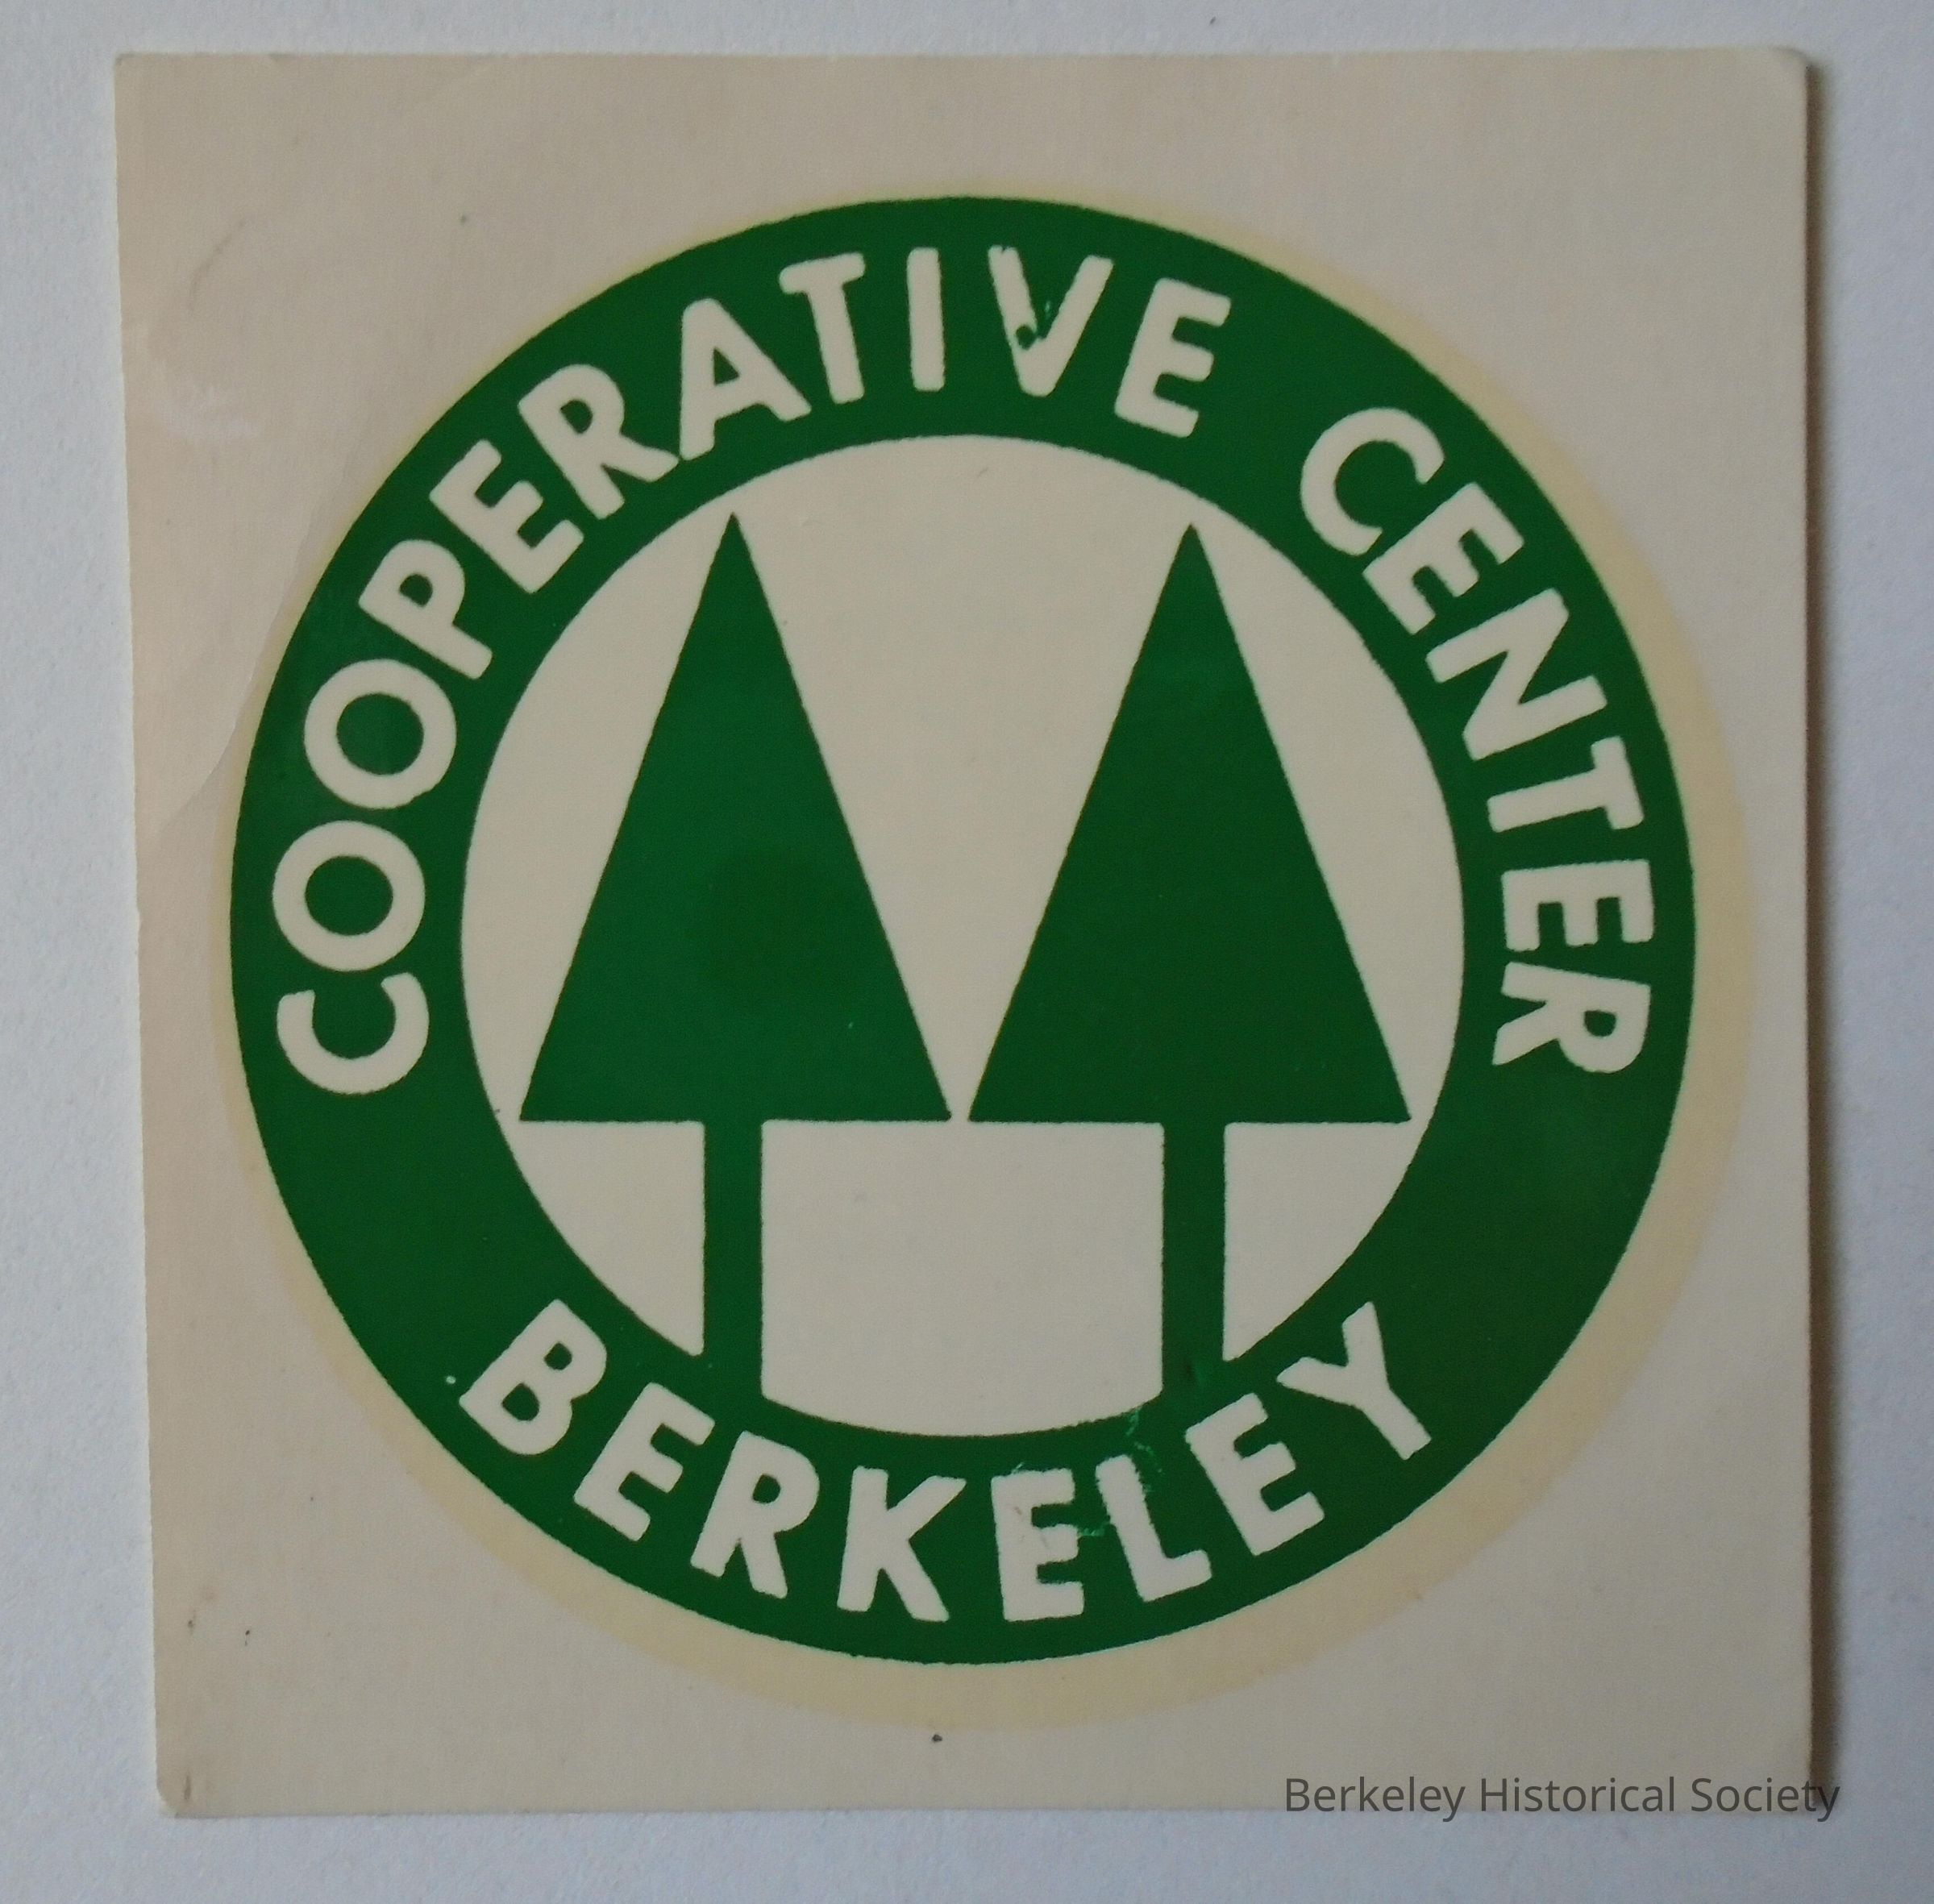 COOPERATIVE CENTER
BERKELEY
Berkeley Historical Society